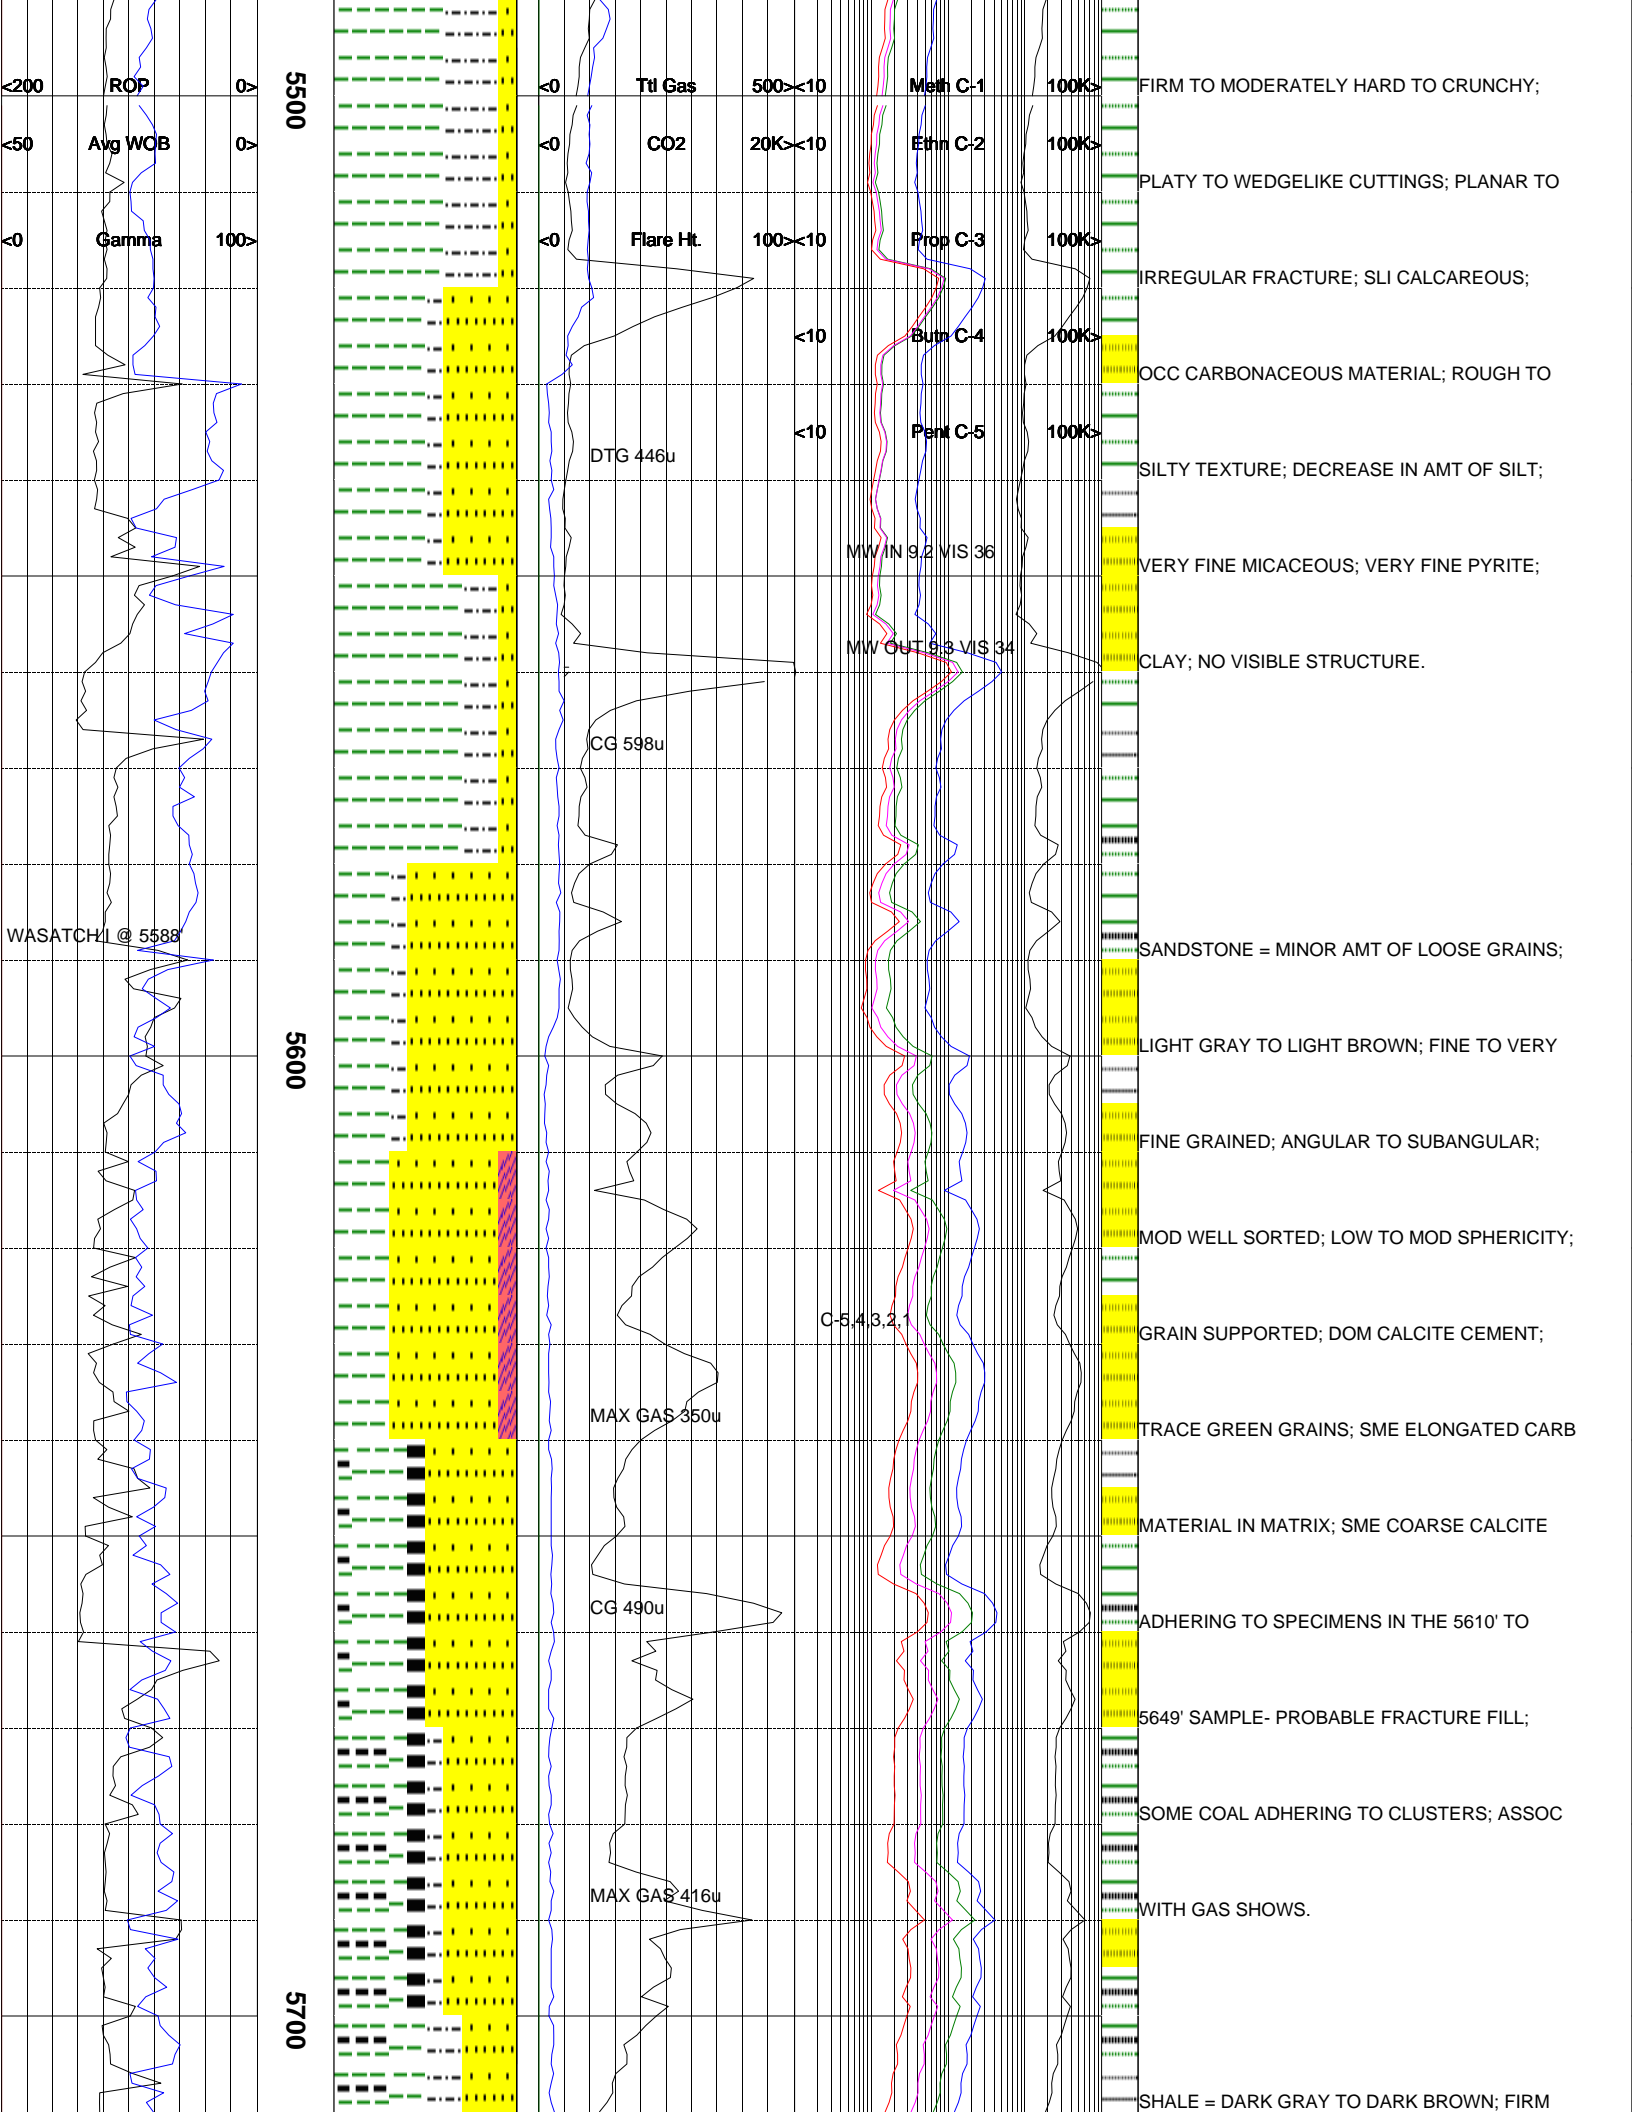 <200 ROP 0>
5500
<0 Ttl Gas 500>
<10 Meth C-1 100K>
FIRM TO MODERATELY HARD TO CRUNCHY;
<50 Avg WOB 0>
<0 CO2 20K>
<10 Ethn C-2 100K>
PLATY TO WEDGELIKE CUTTINGS; PLANAR TO
<0 Gamma 100>
<0 Flare Ht. 100>
<10 Prop C-3 100K>
IRREGULAR FRACTURE; SLI CALCAREOUS;
<10 Butn C-4 100K>
OCC CARBONACEOUS MATERIAL; ROUGH TO
<10 Pent C-5 100K>
DTG 446u
SILTY TEXTURE; DECREASE IN AMT OF SILT;
MW IN 9.2 VIS 36
VERY FINE MICACEOUS; VERY FINE PYRITE;
MW OUT 9.3 VIS 34
CLAY; NO VISIBLE STRUCTURE.
CG 598u
WASATCH I @ 5588'
SANDSTONE = MINOR AMT OF LOOSE GRAINS;
5600
LIGHT GRAY TO LIGHT BROWN; FINE TO VERY
FINE GRAINED; ANGULAR TO SUBANGULAR;
MOD WELL SORTED; LOW TO MOD SPHERICITY;
C-5,4,3,2,1
GRAIN SUPPORTED; DOM CALCITE CEMENT;
MAX GAS 350u
TRACE GREEN GRAINS; SME ELONGATED CARB
MATERIAL IN MATRIX; SME COARSE CALCITE
CG 490u
ADHERING TO SPECIMENS IN THE 5610' TO
5649' SAMPLE- PROBABLE FRACTURE FILL;
SOME COAL ADHERING TO CLUSTERS; ASSOC
MAX GAS 416u
WITH GAS SHOWS.
5700
SHALE = DARK GRAY TO DARK BROWN; FIRM